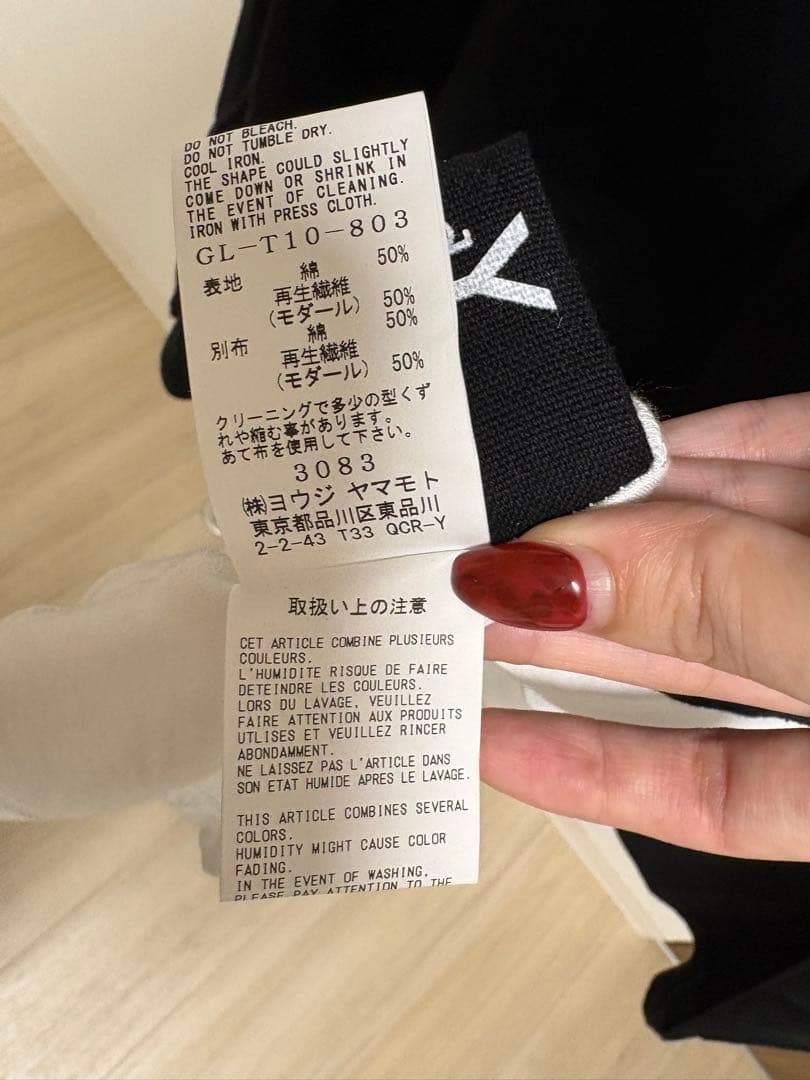 DO NOT BLEACH.
DO NOT TUMBLE DRY.
COOL IRON.
THE SHAPE COULD SLIGHTLY
COME DOWN OR SHRINK IN
THE EVENT OF CLEANING.
IRON WITH PRESS CLOTH.
GL-T10-803
表地 綿 50%
再生繊維
(モダール) 50%
別布 綿 50%
再生繊維
(モダール) 50%
クリーニングで多少の型くず
れや縮む事があります。
あて布を使用して下さい。
3083
㈱ヨウジ ヤマモト
東京都品川区東品川
2-2-43 T33 QCR-Y
取扱い上の注意
CET ARTICLE COMBINE PLUSIEURS
COULEURS.
L'HUMIDITE RISQUE DE FAIRE
DETEINDRE LES COULEURS.
LORS DU LAVAGE, VEUILLEZ
FAIRE ATTENTION AUX PRODUITS
UTLISES ET VEUILLEZ RINCER
ABONDAMMENT.
NE LAISSEZ PAS L'ARTICLE DANS
SON ETAT HUMIDE APRES LE LAVAGE.
THIS ARTICLE COMBINES SEVERAL
COLORS.
HUMIDITY MIGHT CAUSE COLOR
FADING.
IN THE EVENT OF WASHING,
PLEASE PAY ATTENTION TO THE
Y